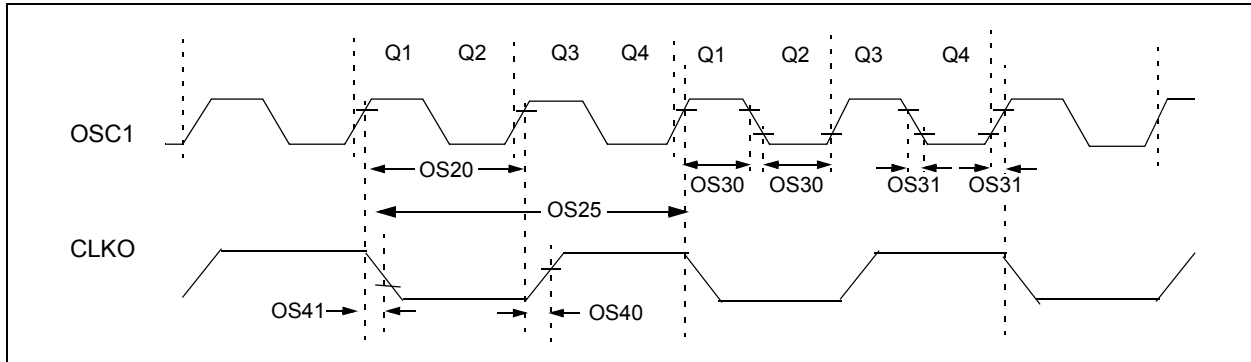 Q1 Q2 Q3 Q4 Q1 Q2 Q3 Q4
OSC1
OS20 OS30 OS30 OS31 OS31
OS25
CLKO
OS41 OS40